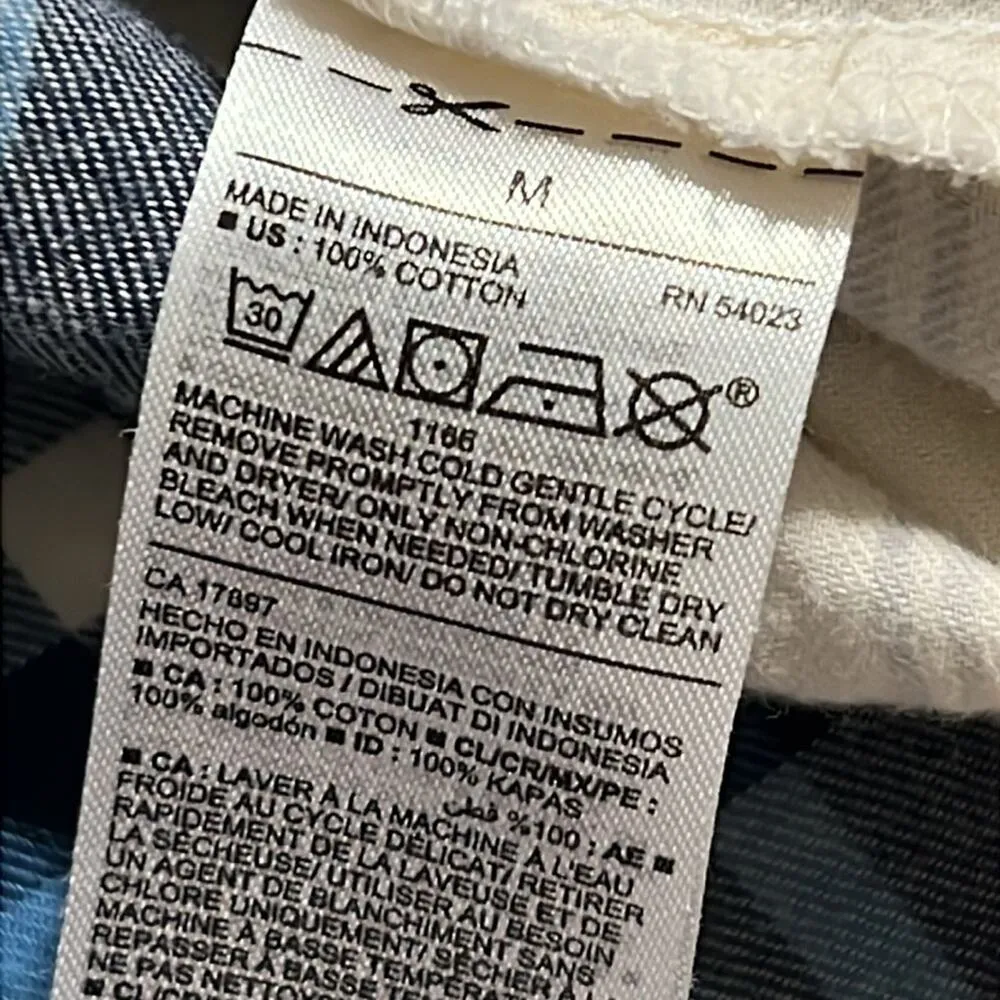 M
MADE IN INDONESIA
■ US : 100% COTTON
RN 54023
30
®
1166
MACHINE WASH COLD GENTLE CYCLE/
REMOVE PROMPTLY FROM WASHER
AND DRYER/ ONLY NON-CHLORINE
BLEACH WHEN NEEDED/ TUMBLE DRY
LOW/ COOL IRON/ DO NOT DRY CLEAN
CA 17897
HECHO EN INDONESIA CON INSUMOS
IMPORTADOS / DIBUAT DI INDONESIA
■ CA : 100% COTON ■ CL/CR/MX/PE :
100% algodón ■ ID : 100% KAPAS
■ AE : 100% قطن
■ CA : LAVER À LA MACHINE À L'EAU
FROIDE AU CYCLE DÉLICAT/ RETIRER
RAPIDEMENT DE LA LAVEUSE ET DE
LA SÉCHEUSE/ UTILISER AU BESOIN
UN AGENT DE BLANCHIMENT SANS
CHLORE UNIQUEMENT/ SÉCHER À LA
MACHINE À BASSE
REPASSER À BASSE
NE PAS
■ CL/CR/